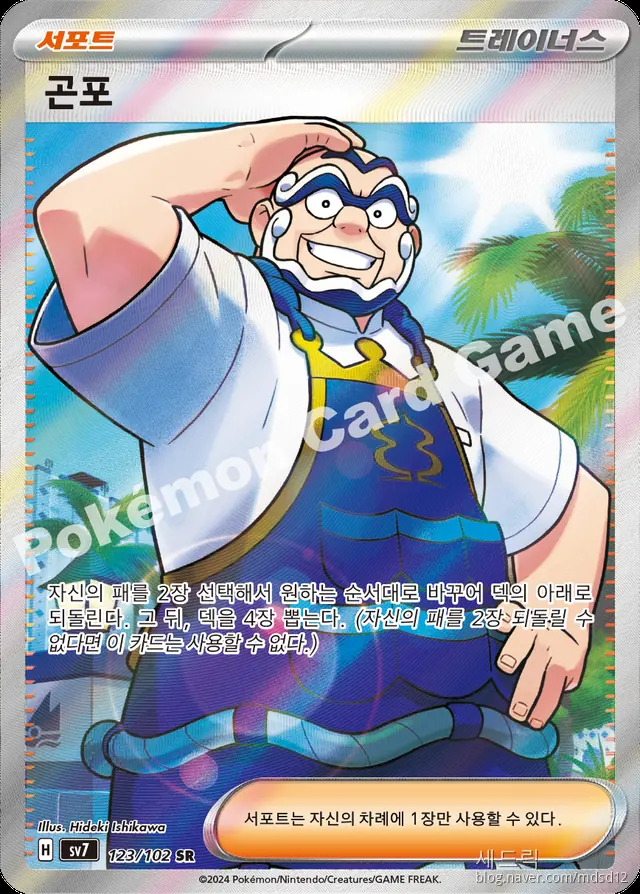 서포트
트레이너스
곤포
Pokémon Card Game
자신의 패를 2장 선택해서 원하는 순서대로 바꾸어 덱의 아래로
되돌린다. 그 뒤, 덱을 4장 뽑는다. (자신의 패를 2장 되돌릴 수
없다면 이 카드는 사용할 수 없다.)
서포트는 자신의 차례에 1장만 사용할 수 있다.
Illus. Hideki Ishikawa
H sv7 123/102 SR
©2024 Pokémon/Nintendo/Creatures/GAME FREAK.
세드릭
blog.naver.com/mdsd12